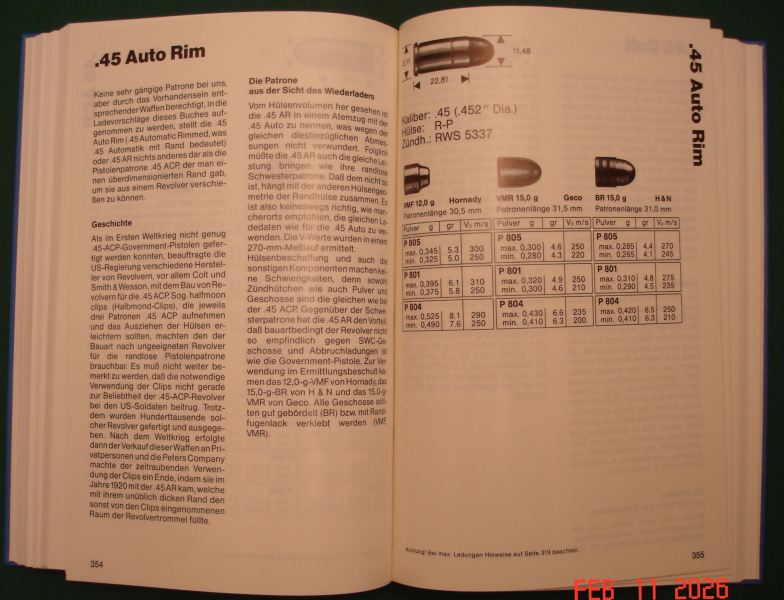 .45 Auto Rim
Keine sehr gängige Patrone bei uns,
aber durch das Vorhandensein ent-
sprechender Waffen berechtigt, in die
Ladevorschläge dieses Buches auf-
genommen zu werden, stellt die .45
Auto Rim (.45 Automatic Rimmed, was
.45 Automatik mit Rand bedeutet)
oder .45 AR nichts anderes dar als die
Pistolenpatrone .45 ACP, der man ei-
nen überdimensionierten Rand gab,
um sie aus einem Revolver verschie-
ßen zu können.
Geschichte
Als im Ersten Weltkrieg nicht genug
.45-ACP-Government-Pistolen gefer-
tigt werden konnten, beauftragte die
US-Regierung verschiedene Herstel-
ler von Revolvern, vor allem Colt und
Smith & Wesson, mit dem Bau von Re-
volvern für die .45 ACP. Sog. halfmoon
clips (Halbmond-Clips), die jeweils
drei Patronen .45 ACP aufnehmen
und das Ausziehen der Hülsen er-
leichtern sollten, machten den der
Bauart nach ungeeigneten Revolver
für die randlose Pistolenpatrone
brauchbar. Es muß nicht weiter be-
merkt zu werden, daß die notwendige
Verwendung der Clips nicht gerade
zur Beliebtheit der .45-ACP-Revolver
bei den US-Soldaten beitrug. Trotz-
dem wurden Hunderttausende sol-
cher Revolver gefertigt und ausgege-
ben. Nach dem Weltkrieg erfolgte
dann der Verkauf dieser Waffen an Pri-
vatpersonen und die Peters Company
machte der zeitraubenden Verwen-
dung der Clips ein Ende, indem sie im
Jahre 1920 mit der .45 AR kam, welche
mit ihrem unüblich dicken Rand den
sonst von den Clips eingenommenen
Raum der Revolvertrommel füllte.
354
Die Patrone
aus der Sicht des Wiederladers
Vom Hülsenvolumen her gesehen ist
die .45 AR in einem Atemzug mit der
.45 Auto zu nennen, was wegen der
gleichen diesbezüglichen Abmes-
sungen nicht verwundert. Folglich
müßte die .45 AR auch die gleiche Lei-
stung bringen wie ihre randlose
Schwesterpatrone. Daß dem nicht so
ist, hängt mit der anderen Hülsengeo-
metrie der Randhülse zusammen. Es
ist also keineswegs richtig, wie man-
cherorts empfohlen, die gleichen La-
dedaten wie für die .45 Auto zu ver-
wenden. Die V-Werte wurden in einem
270-mm-Meßlauf ermittelt.
Hülsenbeschaffung und auch die
sonstigen Komponenten machen kei-
ne Schwierigkeiten, denn sowohl
Zündhütchen wie auch Pulver und
Geschosse sind die gleichen wie bei
der .45 ACP. Gegenüber der Schwe-
sterpatrone hat die .45 AR den Vorteil,
daß bauartbedingt der Revolver nicht
so empfindlich gegen SWC-Ge-
schosse und Abbruchladungen ist
wie die Government-Pistole. Zur Ver-
wendung im Ermittlungsbeschuß ka-
men das 12,0-g-VMF von Hornady, das
15,0-g-BR von H & N und das 15,0-g-
VMR von Geco. Alle Geschosse soll-
ten gut gebördelt (BR) bzw. mit Rand-
fugenlack verklebt werden (VMF,
VMR).
11,48
22,81
Kaliber: .45 (.452" Dia.)
Hülse: R-P
Zündh.: RWS 5337
.45 Auto Rim
VMF 12,0 g Hornady
Patronenlänge 30,5 mm
Pulver g gr V₀ m/s
P 805
max. 0,345 5.3 300
min. 0,325 5.0 250
P 801
max. 0,395 6.1 310
min. 0,375 5.8 250
P 804
max. 0,525 8.1 290
min. 0,490 7.6 250
VMR 15,0 g Geco
Patronenlänge 31,5 mm
Pulver g gr V₀ m/s
P 805
max. 0,300 4.6 250
min. 0,280 4.3 220
P 801
max. 0,320 4.9 250
min. 0,300 4.6 210
P 804
max. 0,430 6.6 235
min. 0,410 6.3 200
BR 15,0 g H&N
Patronenlänge 31,0 mm
Pulver g gr V₀ m/s
P 805
max. 0,285 4.4 270
min. 0,265 4.1 245
P 801
max. 0,310 4.8 275
min. 0,290 4.5 235
P 804
max. 0,420 6.5 250
min. 0,410 6.3 210
Achtung! Bei max. Ladungen Hinweise auf Seite 319 beachten.
355
FEB 11 2026